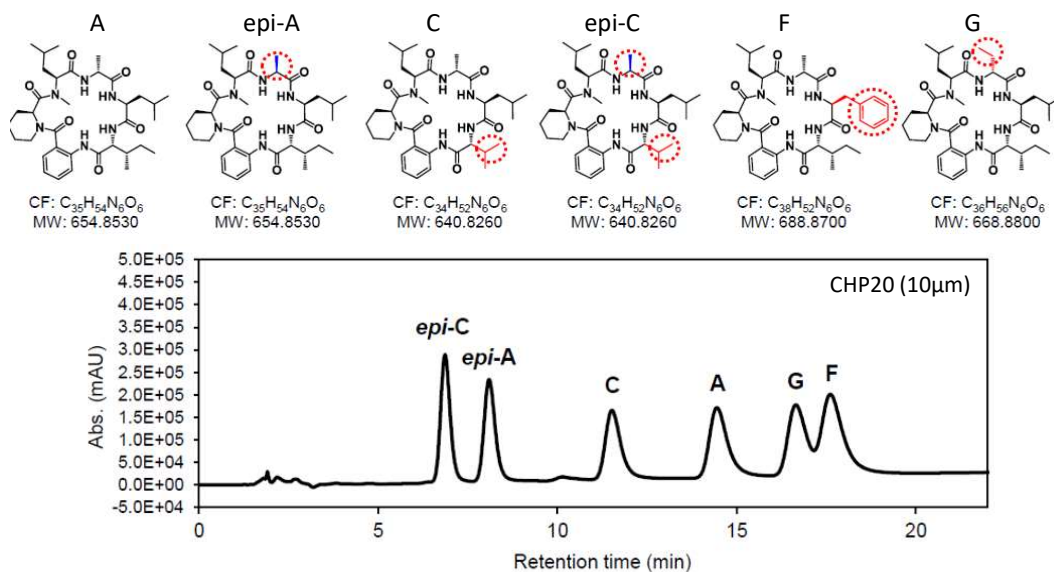 A epi-A C epi-C F G
CF: C₃₅H₅₄N₆O₆ CF: C₃₅H₅₄N₆O₆ CF: C₃₄H₅₂N₆O₆ CF: C₃₄H₅₂N₆O₆ CF: C₃₈H₅₂N₆O₆ CF: C₃₆H₅₆N₆O₆
MW: 654.8530 MW: 654.8530 MW: 640.8260 MW: 640.8260 MW: 688.8700 MW: 668.8800
CHP20 (10µm)
5.0E+05
4.5E+05
4.0E+05
3.5E+05
3.0E+05
2.5E+05
2.0E+05
1.5E+05
1.0E+05
5.0E+04
0.0E+00
-5.0E+04
Abs. (mAU)
epi-C
epi-A
C
A
G
F
0 5 10 15 20
Retention time (min)